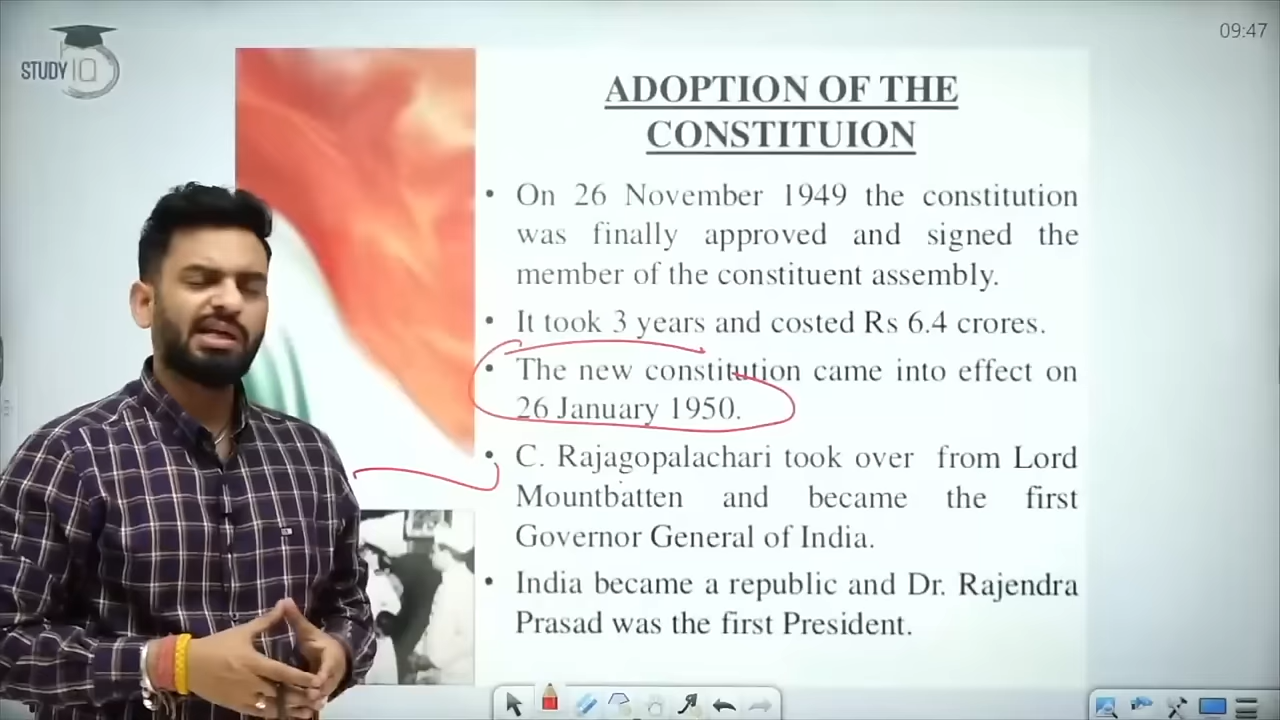 STUDY IQ
09:47
ADOPTION OF THE
CONSTITUION
• On 26 November 1949 the constitution
was finally approved and signed the
member of the constituent assembly.
• It took 3 years and costed Rs 6.4 crores.
• The new constitution came into effect on
26 January 1950.
• C. Rajagopalachari took over from Lord
Mountbatten and became the first
Governor General of India.
• India became a republic and Dr. Rajendra
Prasad was the first President.